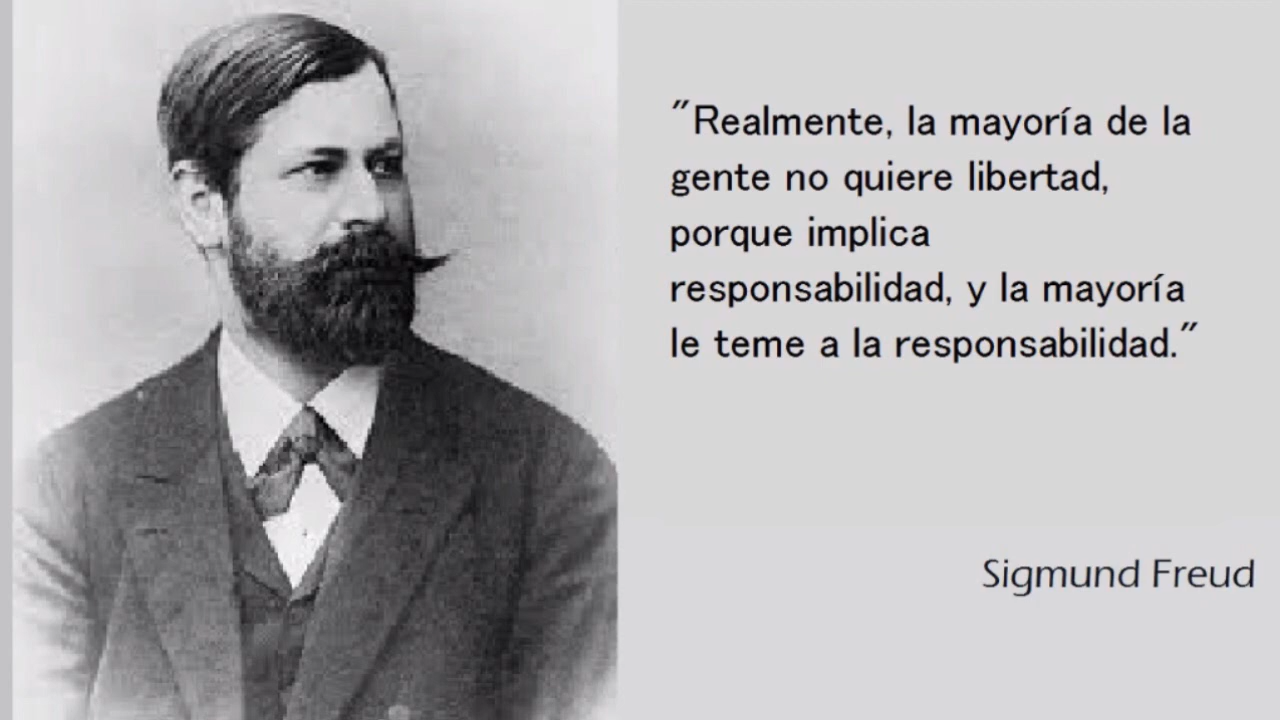 "Realmente, la mayoría de la
gente no quiere libertad,
porque implica
responsabilidad, y la mayoría
le teme a la responsabilidad."
Sigmund Freud